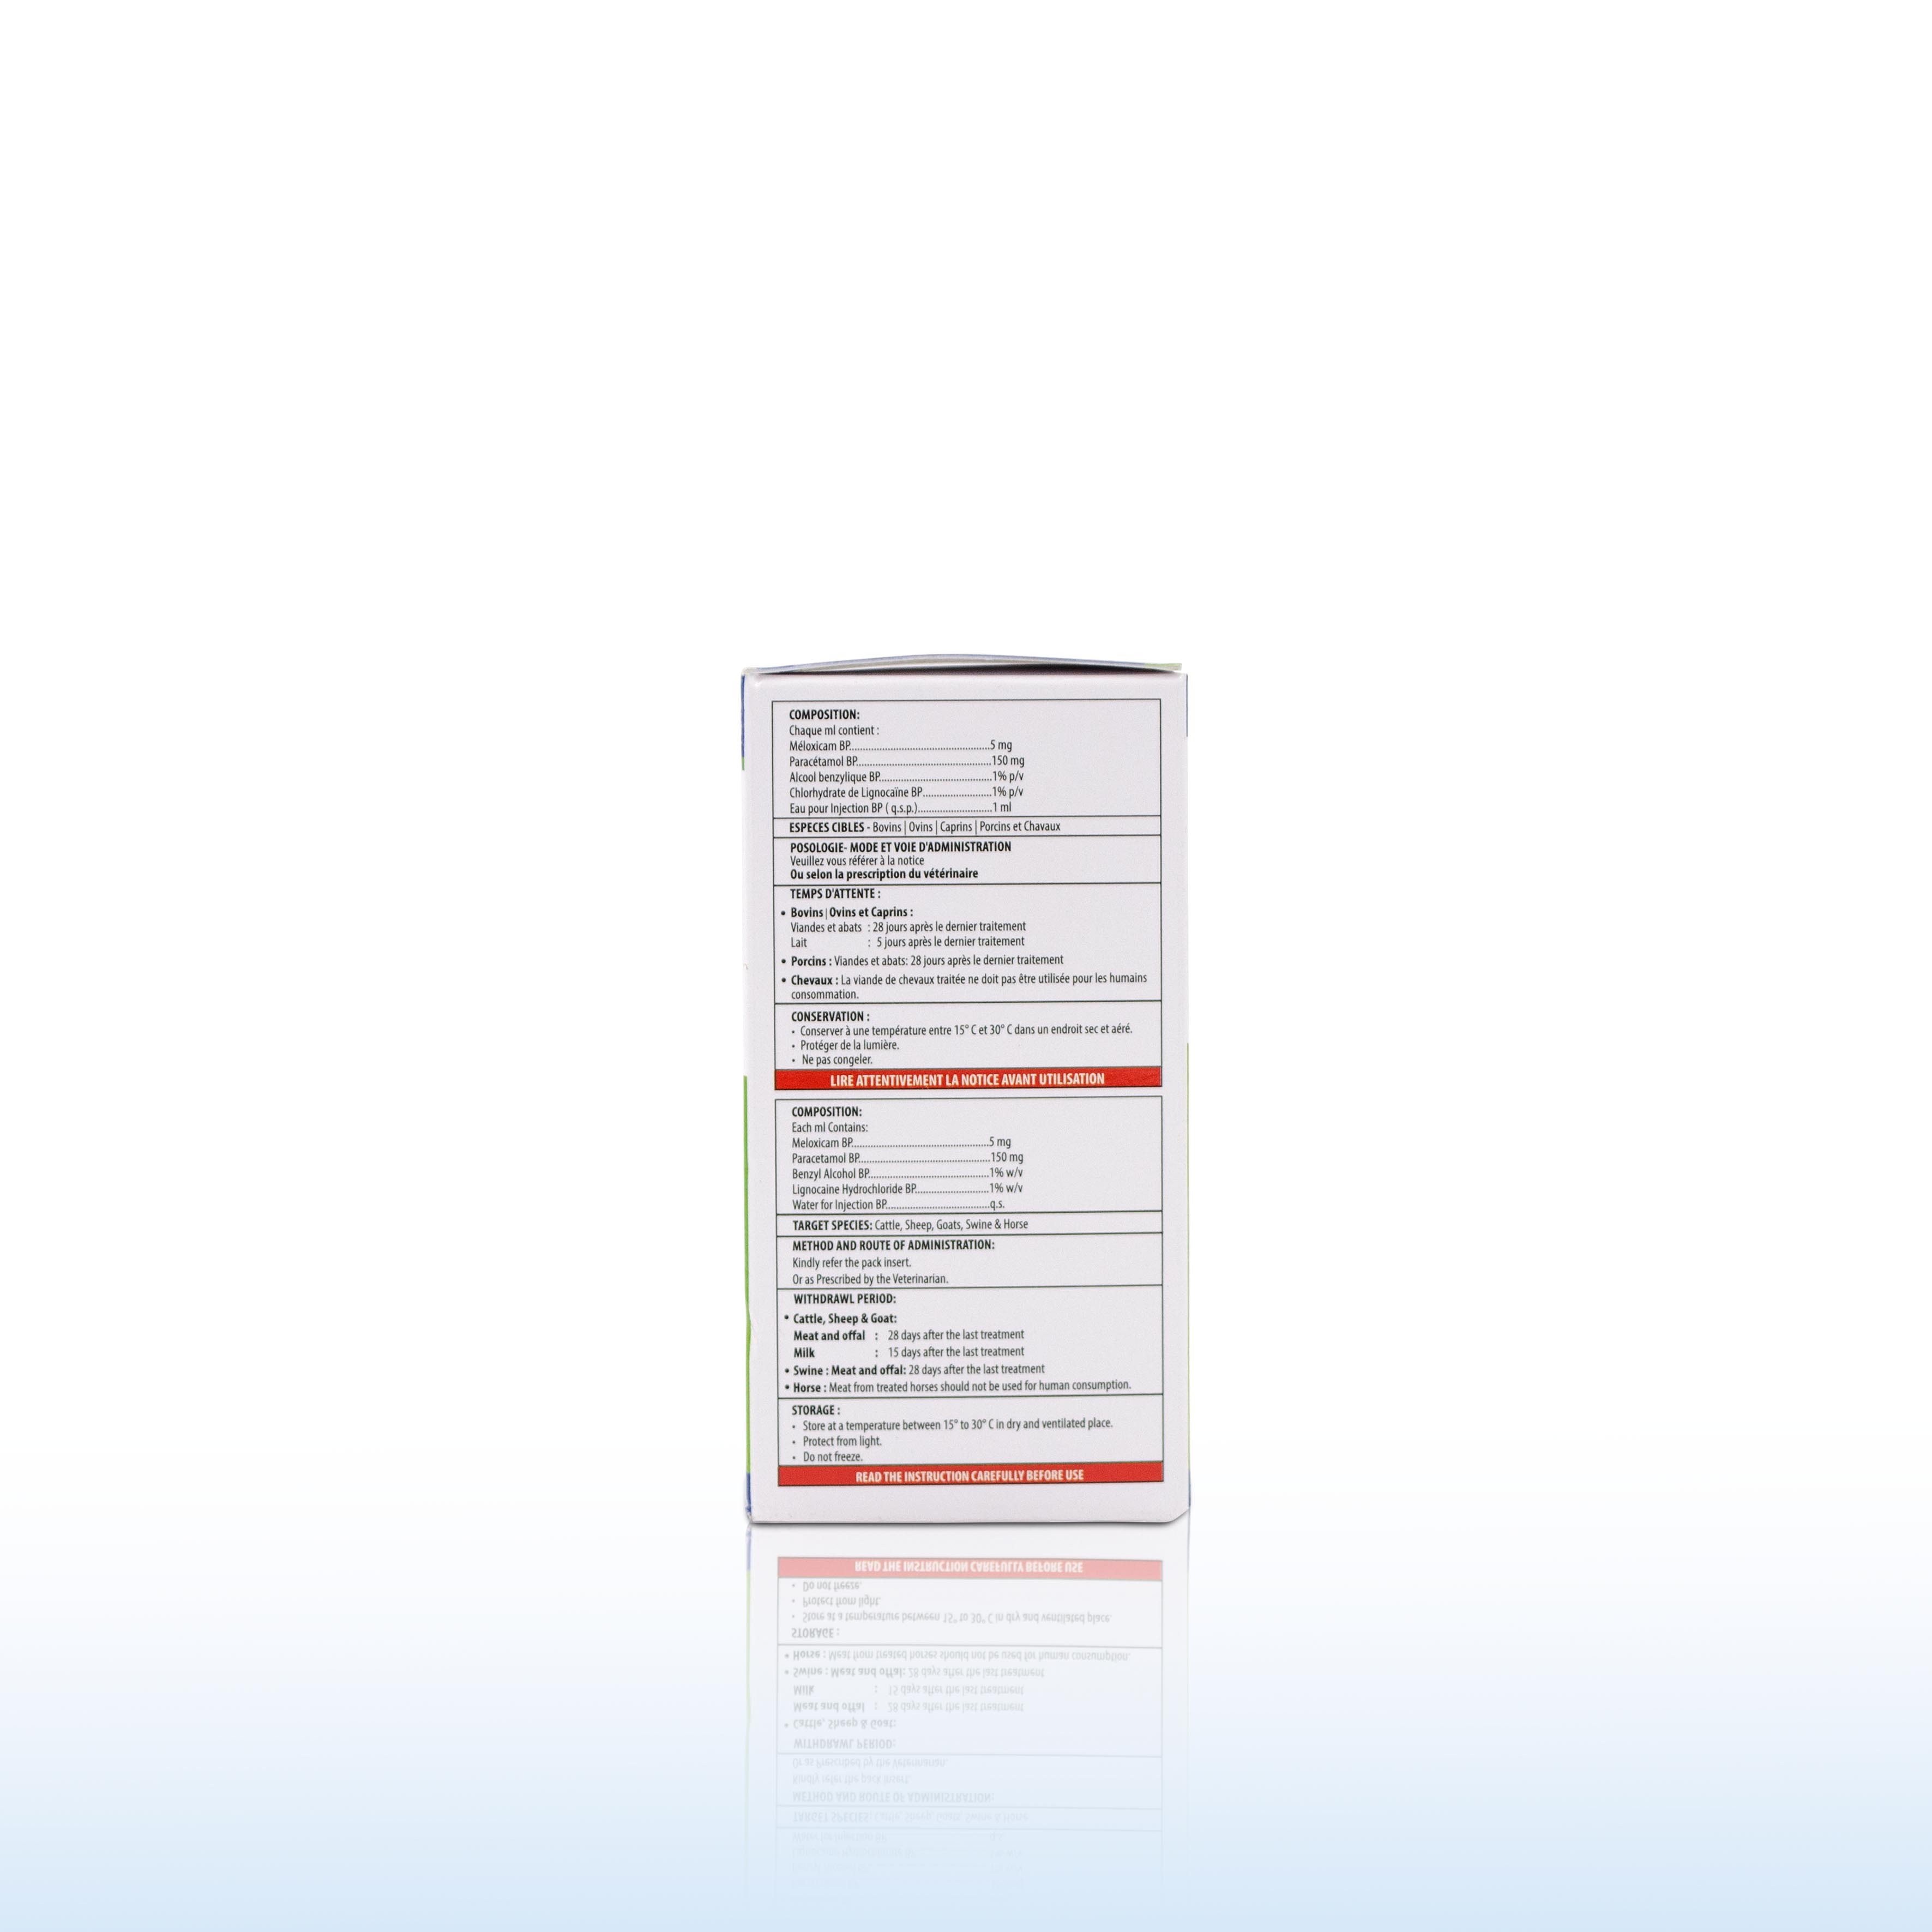 COMPOSITION:
Chaque ml contient :
Méloxicam BP.....................................................5 mg
Paracétamol BP..................................................150 mg
Alcool benzylique BP..........................................1% p/v
Chlorhydrate de Lignocaïne BP.........................1% p/v
Eau pour Injection BP ( q.s.p.)...........................1 ml
ESPECES CIBLES - Bovins | Ovins | Caprins | Porcins et Chavaux
POSOLOGIE- MODE ET VOIE D'ADMINISTRATION
Veuillez vous référer à la notice
Ou selon la prescription du vétérinaire
TEMPS D'ATTENTE :
• Bovins | Ovins et Caprins :
Viandes et abats : 28 jours après le dernier traitement
Lait : 5 jours après le dernier traitement
• Porcins : Viandes et abats: 28 jours après le dernier traitement
• Chevaux : La viande de chevaux traitée ne doit pas être utilisée pour les humains
consommation.
CONSERVATION :
• Conserver à une température entre 15° C et 30° C dans un endroit sec et aéré.
• Protéger de la lumière.
• Ne pas congeler.
LIRE ATTENTIVEMENT LA NOTICE AVANT UTILISATION
COMPOSITION:
Each ml Contains:
Meloxicam BP....................................................5 mg
Paracetamol BP.................................................150 mg
Benzyl Alcohol BP.............................................1% w/v
Lignocaine Hydrochloride BP...........................1% w/v
Water for Injection BP.......................................q.s.
TARGET SPECIES: Cattle, Sheep, Goats, Swine & Horse
METHOD AND ROUTE OF ADMINISTRATION:
Kindly refer the pack insert.
Or as Prescribed by the Veterinarian.
WITHDRAWL PERIOD:
* Cattle, Sheep & Goat:
Meat and offal : 28 days after the last treatment
Milk : 15 days after the last treatment
• Swine : Meat and offal: 28 days after the last treatment
* Horse : Meat from treated horses should not be used for human consumption.
STORAGE :
• Store at a temperature between 15° to 30° C in dry and ventilated place.
• Protect from light.
• Do not freeze.
READ THE INSTRUCTION CAREFULLY BEFORE USE